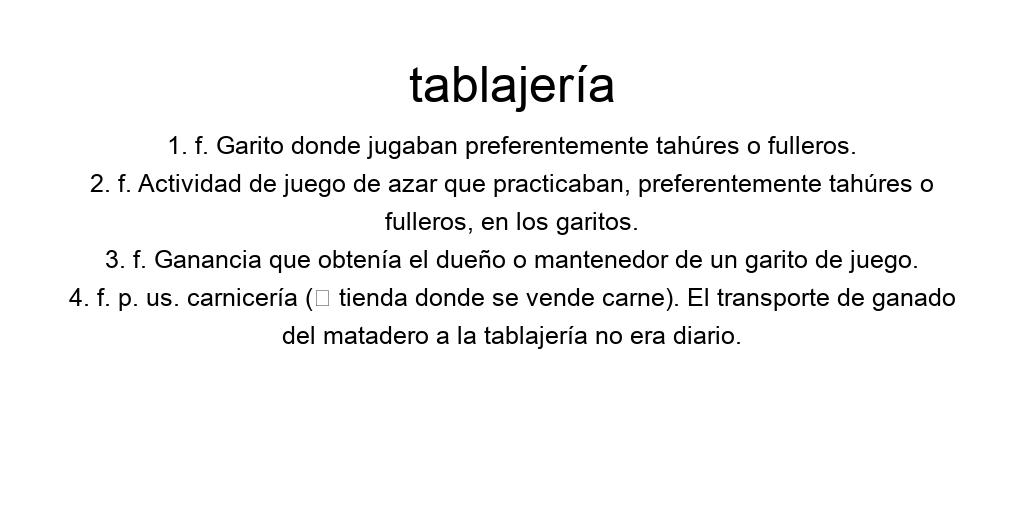 tablajería
1. f. Garito donde jugaban preferentemente tahúres o fulleros.
2. f. Actividad de juego de azar que practicaban, preferentemente tahúres o
fulleros, en los garitos.
3. f. Ganancia que obtenía el dueño o mantenedor de un garito de juego.
4. f. p. us. carnicería (▯ tienda donde se vende carne). El transporte de ganado
del matadero a la tablajería no era diario.